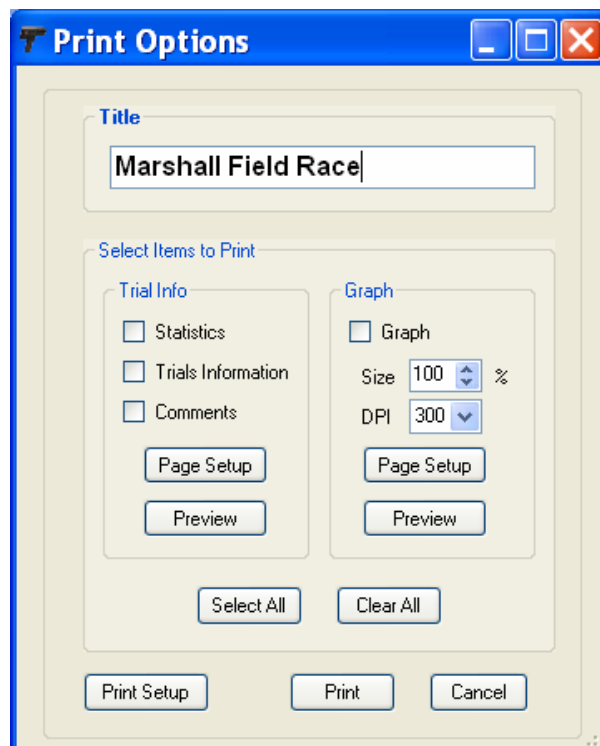 Print Options
Title
Marshall Field Race
Select Items to Print
Trial Info
Statistics
Trials Information
Comments
Page Setup
Preview
Graph
Graph
Size 100 %
DPI 300
Page Setup
Preview
Select All Clear All
Print Setup Print Cancel